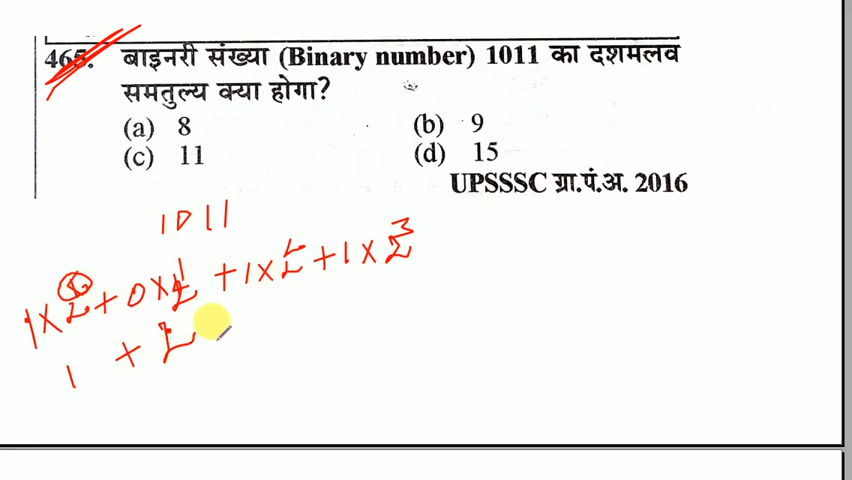 465. बाइनरी संख्या (Binary number) 1011 का दशमलव
समतुल्य क्या होगा?
(a) 8 (b) 9
(c) 11 (d) 15
UPSSSC ग्रा.पं.अ. 2016
1011
1×2 + 0×2¹ + 1×2² + 1×2³
1 + 2